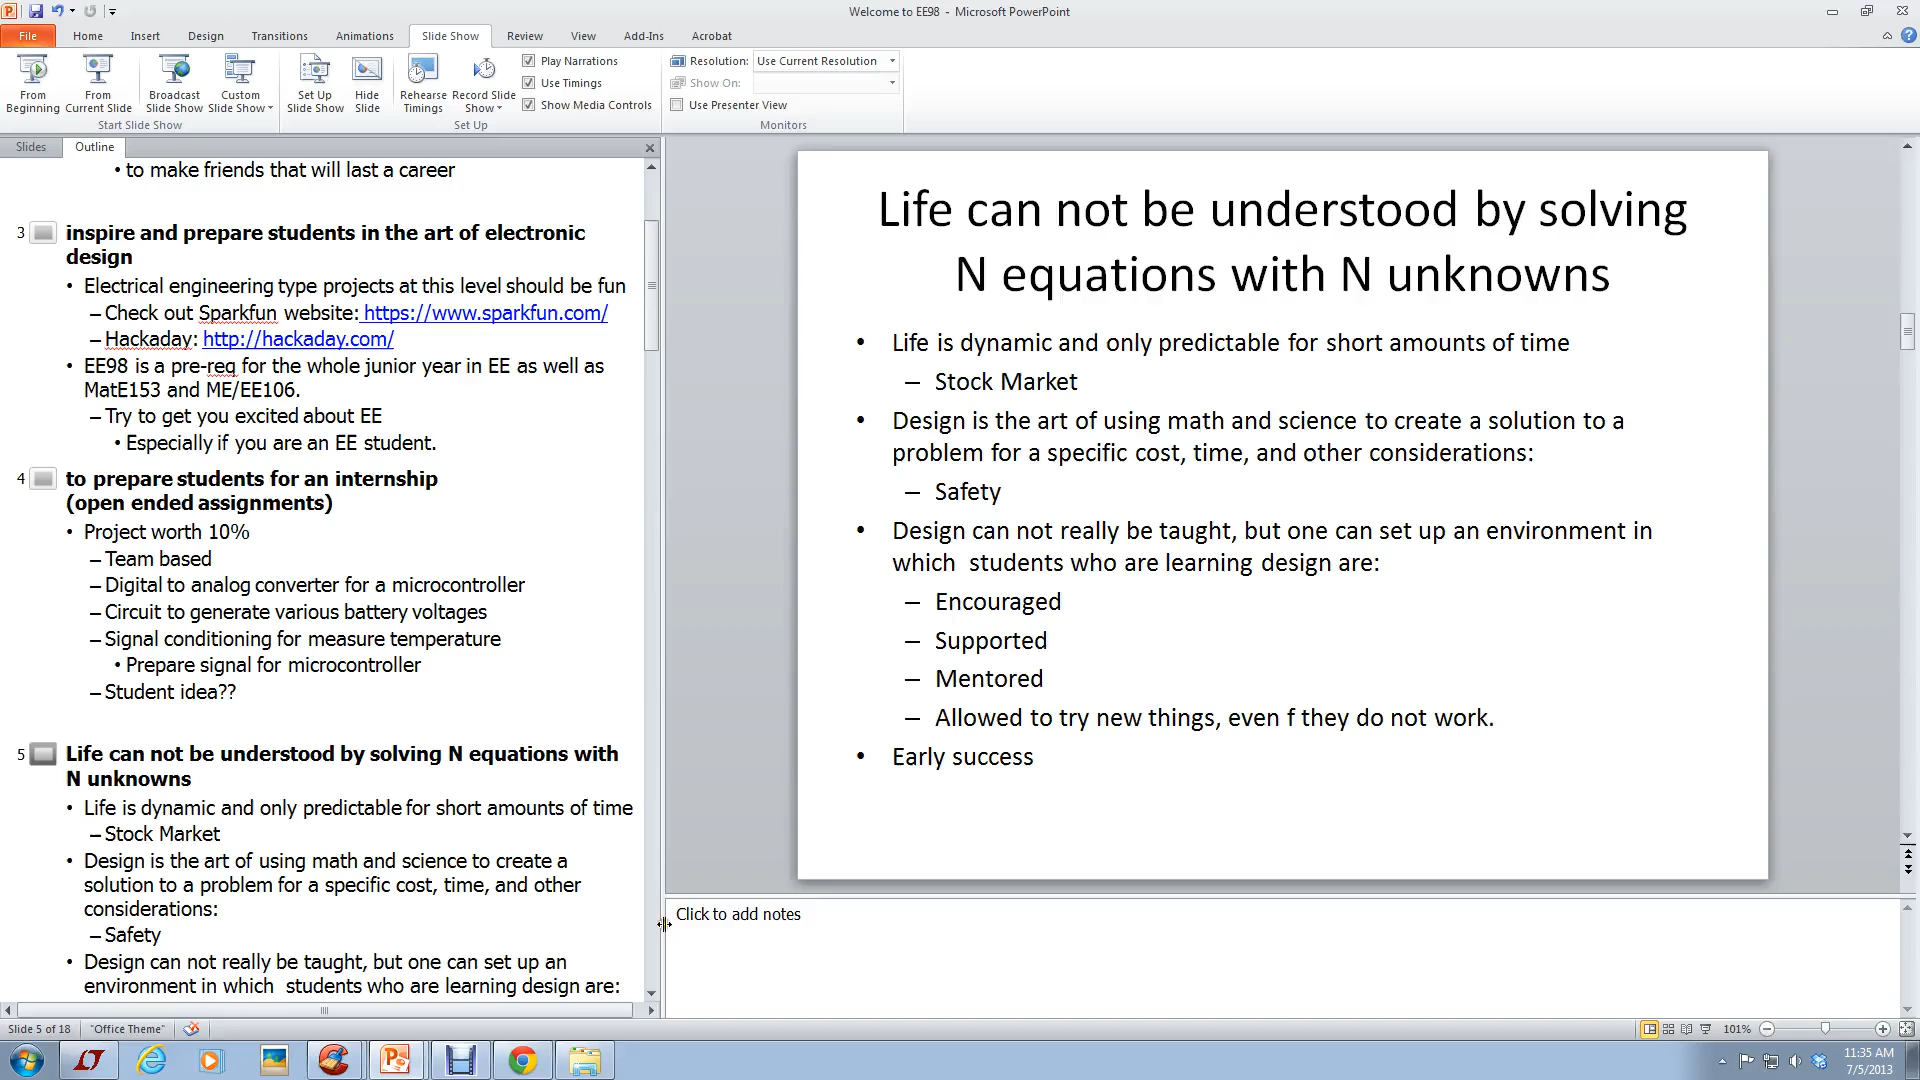 Welcome to EE98 - Microsoft PowerPoint
File Home Insert Design Transitions Animations Slide Show Review View Add-Ins Acrobat
From Beginning
From Current Slide
Broadcast Slide Show
Custom Slide Show
Start Slide Show
Set Up Slide Show
Hide Slide
Rehearse Timings
Record Slide Show
Play Narrations
Use Timings
Show Media Controls
Set Up
Resolution: Use Current Resolution
Show On:
Use Presenter View
Monitors
Slides Outline
• to make friends that will last a career
3 inspire and prepare students in the art of electronic
design
• Electrical engineering type projects at this level should be fun
– Check out Sparkfun website: https://www.sparkfun.com/
– Hackaday: http://hackaday.com/
• EE98 is a pre-req for the whole junior year in EE as well as
MatE153 and ME/EE106.
– Try to get you excited about EE
• Especially if you are an EE student.
4 to prepare students for an internship
(open ended assignments)
• Project worth 10%
– Team based
– Digital to analog converter for a microcontroller
– Circuit to generate various battery voltages
– Signal conditioning for measure temperature
• Prepare signal for microcontroller
– Student idea??
5 Life can not be understood by solving N equations with
N unknowns
• Life is dynamic and only predictable for short amounts of time
– Stock Market
• Design is the art of using math and science to create a
solution to a problem for a specific cost, time, and other
considerations:
– Safety
• Design can not really be taught, but one can set up an
environment in which students who are learning design are:
Life can not be understood by solving
N equations with N unknowns
• Life is dynamic and only predictable for short amounts of time
– Stock Market
• Design is the art of using math and science to create a solution to a
problem for a specific cost, time, and other considerations:
– Safety
• Design can not really be taught, but one can set up an environment in
which students who are learning design are:
– Encouraged
– Supported
– Mentored
– Allowed to try new things, even f they do not work.
• Early success
Click to add notes
Slide 5 of 18 "Office Theme" 101%
11:35 AM
7/5/2013